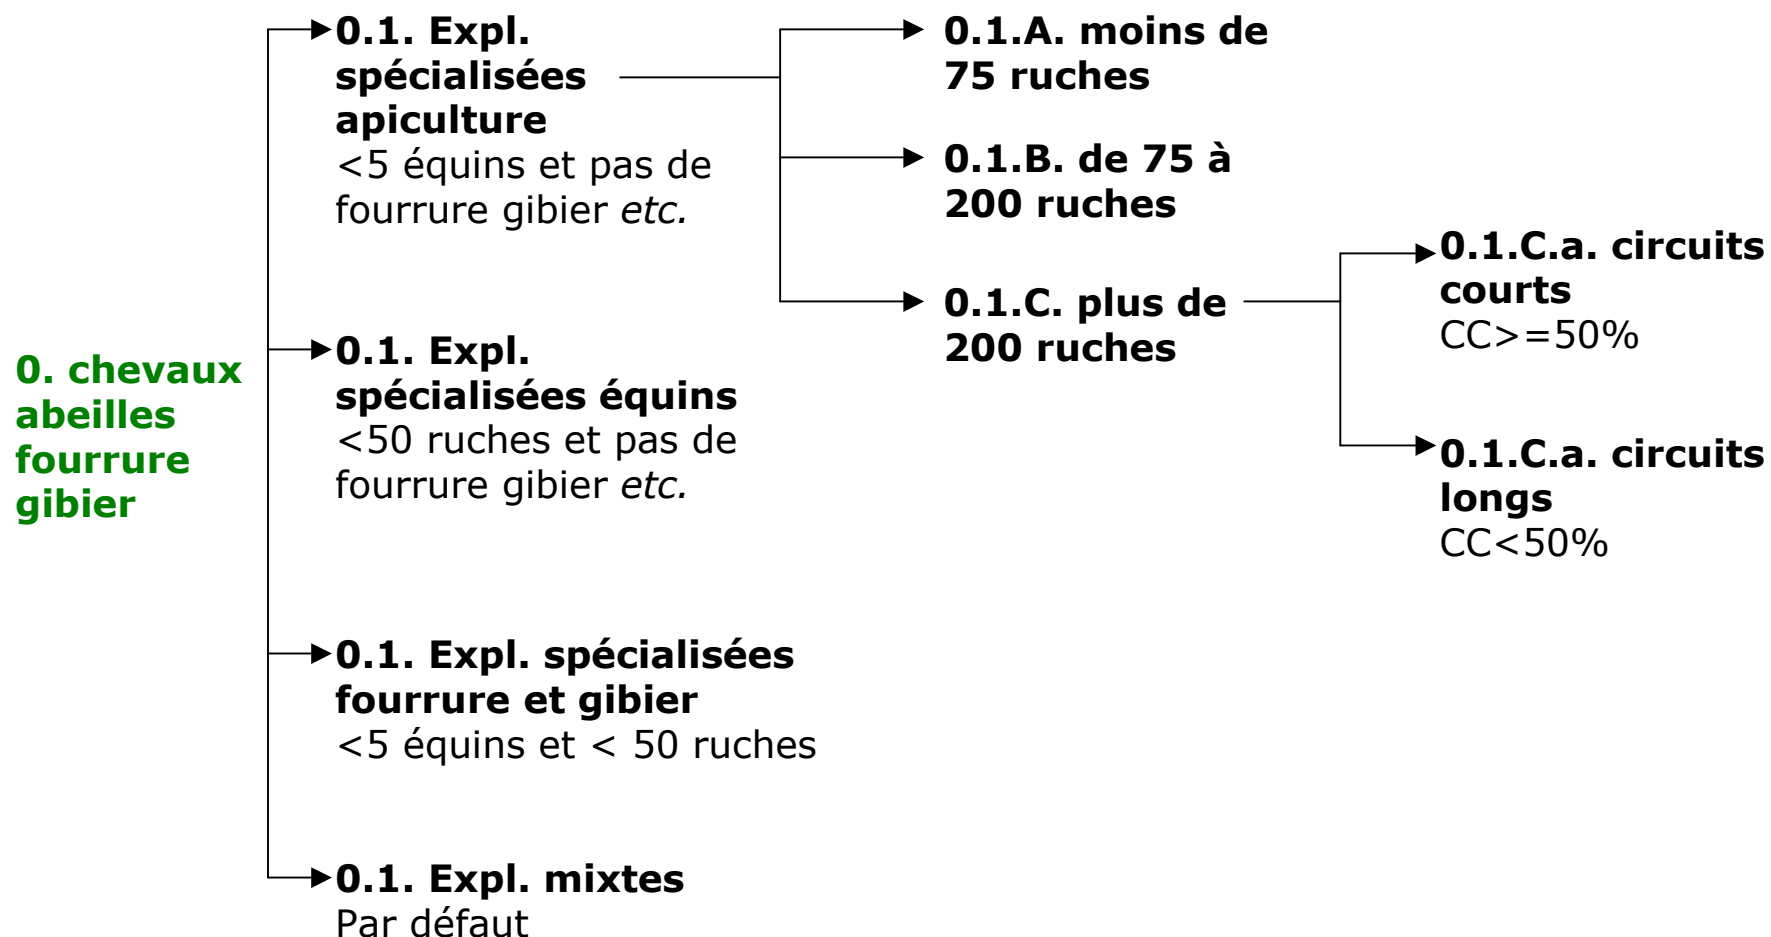 0. chevaux
abeilles
fourrure
gibier
0.1. Expl.
spécialisées
apiculture
<5 équins et pas de
fourrure gibier etc.
0.1. Expl.
spécialisées équins
<50 ruches et pas de
fourrure gibier etc.
0.1. Expl. spécialisées
fourrure et gibier
<5 équins et < 50 ruches
0.1. Expl. mixtes
Par défaut
0.1.A. moins de
75 ruches
0.1.B. de 75 à
200 ruches
0.1.C. plus de
200 ruches
0.1.C.a. circuits
courts
CC>=50%
0.1.C.a. circuits
longs
CC<50%